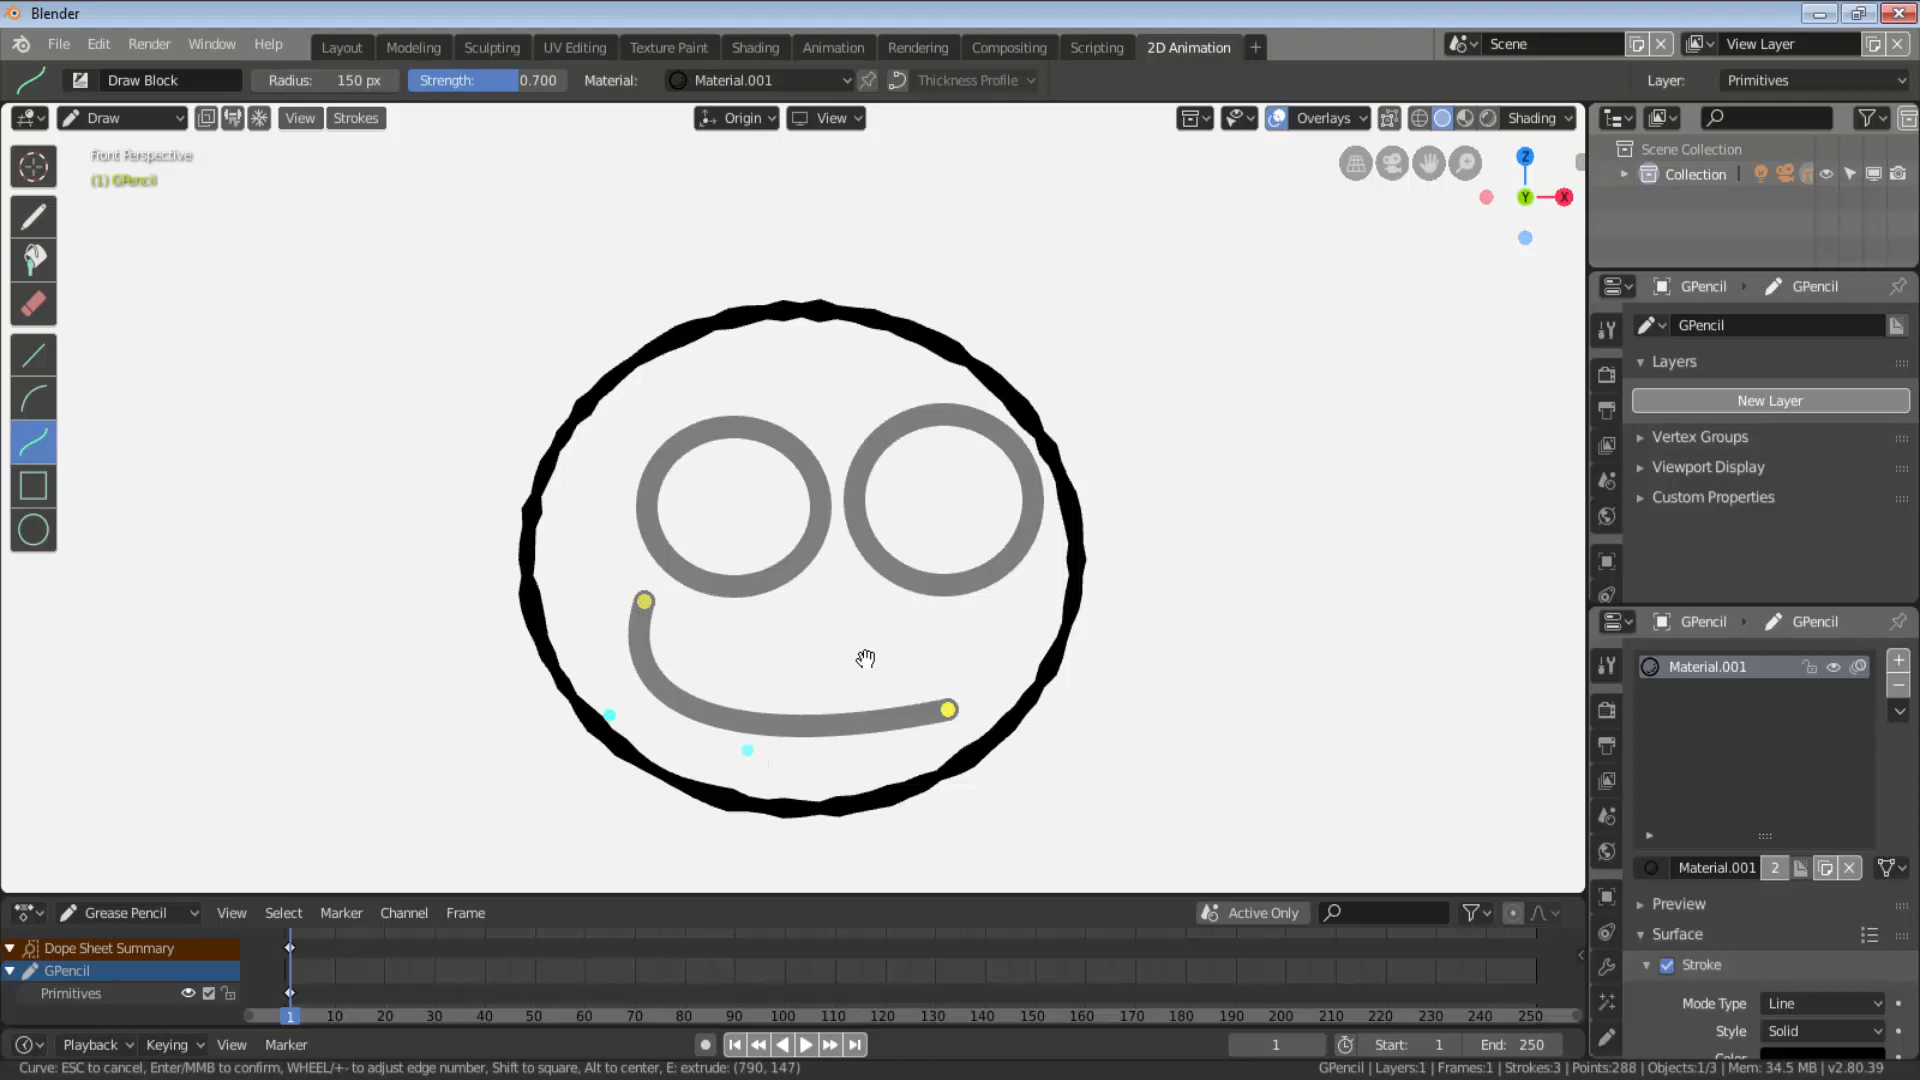 Blender
File Edit Render Window Help
Layout Modeling Sculpting UV Editing Texture Paint Shading Animation Rendering Compositing Scripting 2D Animation +
Scene View Layer
Draw Block Radius: 150 px Strength: 0.700 Material: Material.001 Thickness Profile Layer: Primitives
Draw View Strokes Origin View Overlays Shading
Front Perspective
(1) GPencil
Z
Y X
Scene Collection
Collection
GPencil GPencil
GPencil
Layers
New Layer
Vertex Groups
Viewport Display
Custom Properties
GPencil GPencil
Material.001
Material.001 2
Preview
Surface
Stroke
Mode Type Line
Style Solid
Grease Pencil View Select Marker Channel Frame Active Only
Dope Sheet Summary
GPencil
Primitives
1 10 20 30 40 50 60 70 80 90 100 110 120 130 140 150 160 170 180 190 200 210 220 230 240 250
Playback Keying View Marker 1 Start: 1 End: 250
Curve: ESC to cancel, Enter/MMB to confirm, WHEEL/+- to adjust edge number, Shift to square, Alt to center, E: extrude: (790, 147) GPencil | Layers:1 | Frames:1 | Strokes:3 | Points:288 | Objects:1/3 | Mem: 34.5 MB | v2.80.39